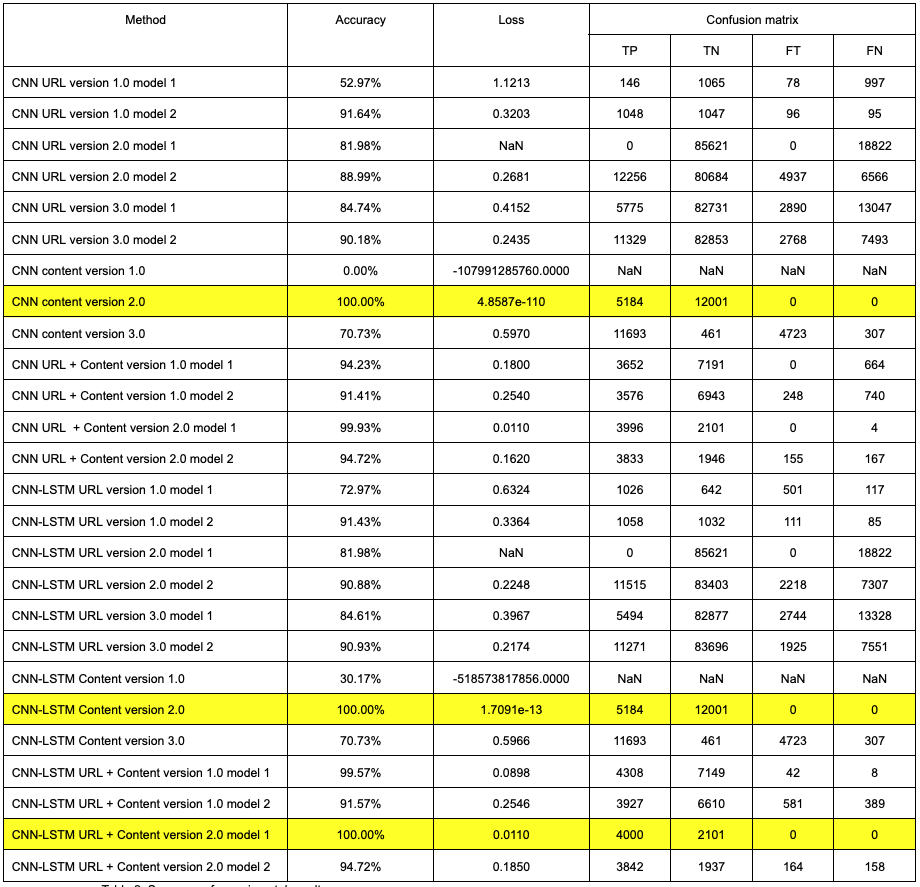 Method Accuracy Loss Confusion matrix
TP TN FT FN
CNN URL version 1.0 model 1 52.97% 1.1213 146 1065 78 997
CNN URL version 1.0 model 2 91.64% 0.3203 1048 1047 96 95
CNN URL version 2.0 model 1 81.98% NaN 0 85621 0 18822
CNN URL version 2.0 model 2 88.99% 0.2681 12256 80684 4937 6566
CNN URL version 3.0 model 1 84.74% 0.4152 5775 82731 2890 13047
CNN URL version 3.0 model 2 90.18% 0.2435 11329 82853 2768 7493
CNN content version 1.0 0.00% -107991285760.0000 NaN NaN NaN NaN
CNN content version 2.0 100.00% 4.8587e-110 5184 12001 0 0
CNN content version 3.0 70.73% 0.5970 11693 461 4723 307
CNN URL + Content version 1.0 model 1 94.23% 0.1800 3652 7191 0 664
CNN URL + Content version 1.0 model 2 91.41% 0.2540 3576 6943 248 740
CNN URL + Content version 2.0 model 1 99.93% 0.0110 3996 2101 0 4
CNN URL + Content version 2.0 model 2 94.72% 0.1620 3833 1946 155 167
CNN-LSTM URL version 1.0 model 1 72.97% 0.6324 1026 642 501 117
CNN-LSTM URL version 1.0 model 2 91.43% 0.3364 1058 1032 111 85
CNN-LSTM URL version 2.0 model 1 81.98% NaN 0 85621 0 18822
CNN-LSTM URL version 2.0 model 2 90.88% 0.2248 11515 83403 2218 7307
CNN-LSTM URL version 3.0 model 1 84.61% 0.3967 5494 82877 2744 13328
CNN-LSTM URL version 3.0 model 2 90.93% 0.2174 11271 83696 1925 7551
CNN-LSTM Content version 1.0 30.17% -518573817856.0000 NaN NaN NaN NaN
CNN-LSTM Content version 2.0 100.00% 1.7091e-13 5184 12001 0 0
CNN-LSTM Content version 3.0 70.73% 0.5966 11693 461 4723 307
CNN-LSTM URL + Content version 1.0 model 1 99.57% 0.0898 4308 7149 42 8
CNN-LSTM URL + Content version 1.0 model 2 91.57% 0.2546 3927 6610 581 389
CNN-LSTM URL + Content version 2.0 model 1 100.00% 0.0110 4000 2101 0 0
CNN-LSTM URL + Content version 2.0 model 2 94.72% 0.1850 3842 1937 164 158